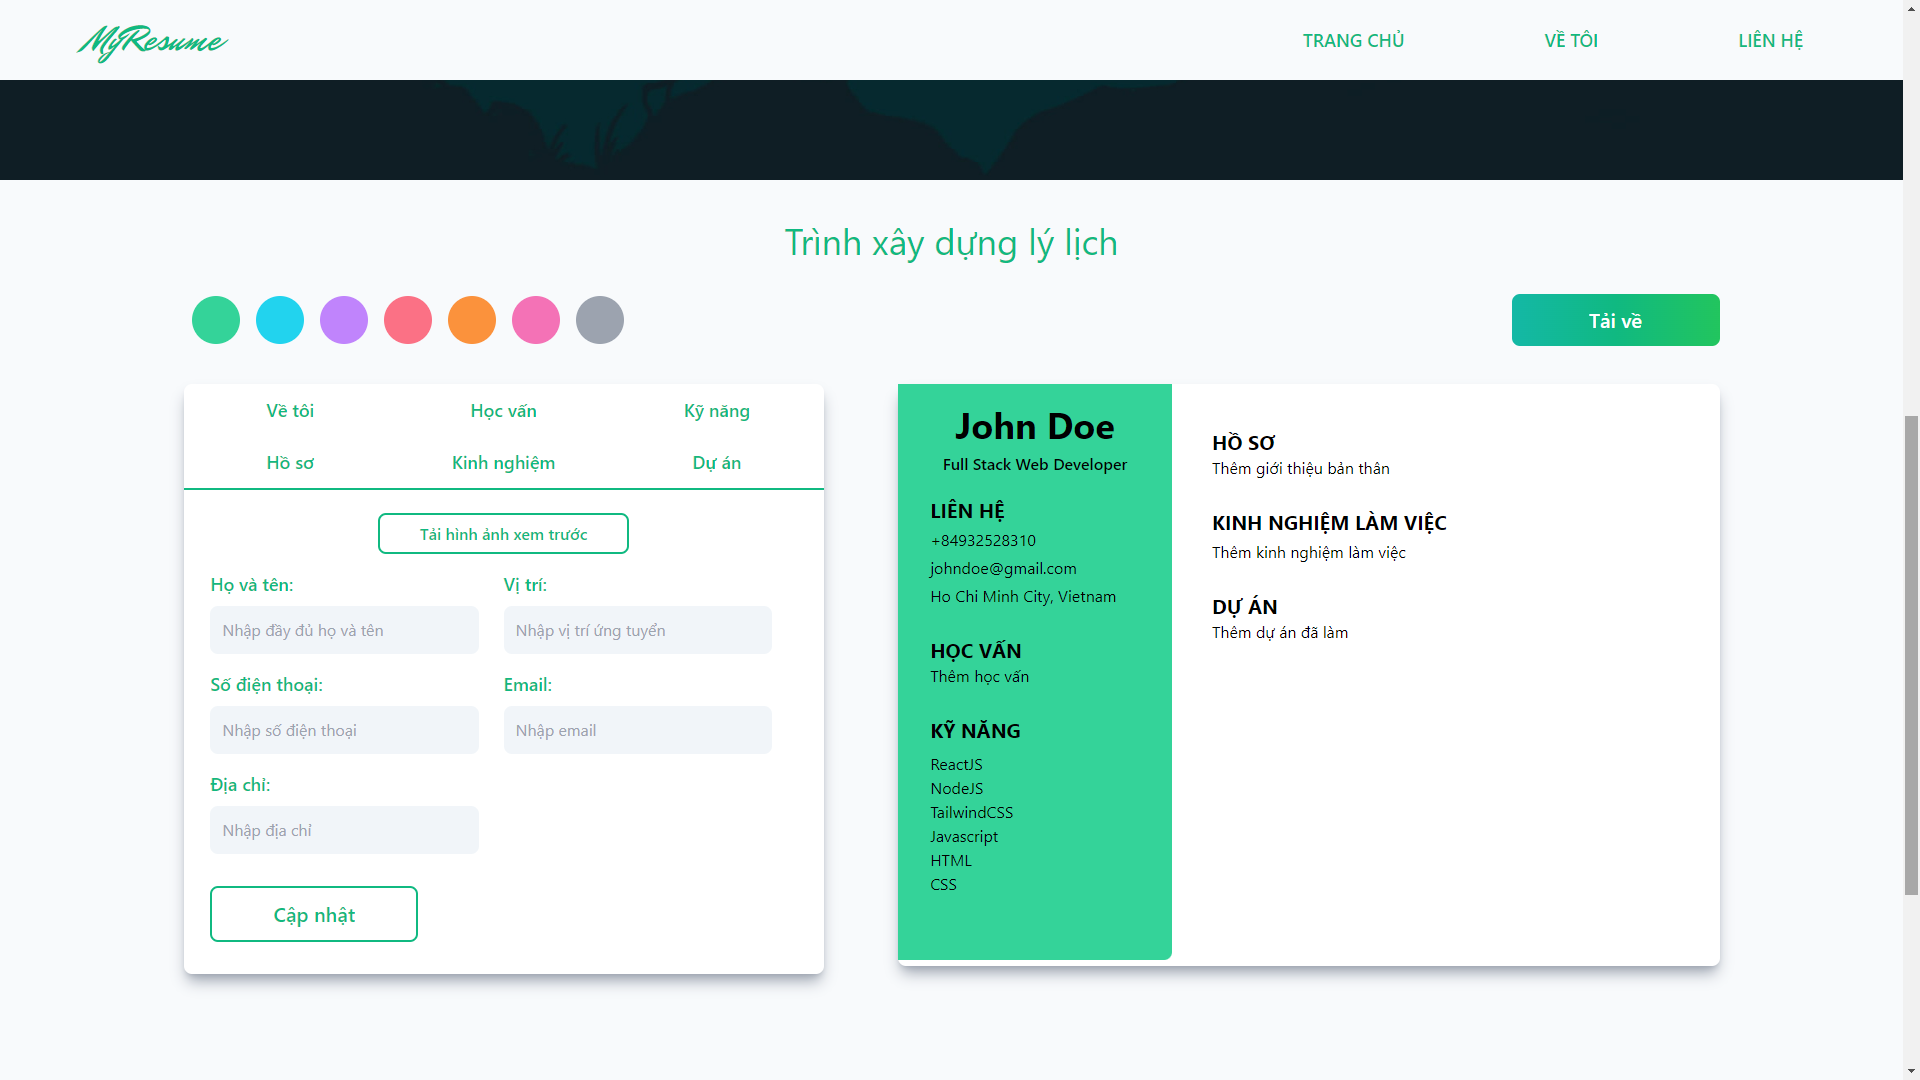 MyResume
TRANG CHỦ
VỀ TÔI
LIÊN HỆ
Trình xây dựng lý lịch
Tải về
Về tôi
Học vấn
Kỹ năng
Hồ sơ
Kinh nghiệm
Dự án
Tải hình ảnh xem trước
Họ và tên:
Vị trí:
Nhập đầy đủ họ và tên
Nhập vị trí ứng tuyển
Số điện thoại:
Email:
Nhập số điện thoại
Nhập email
Địa chỉ:
Nhập địa chỉ
Cập nhật
John Doe
Full Stack Web Developer
LIÊN HỆ
+84932528310
johndoe@gmail.com
Ho Chi Minh City, Vietnam
HỌC VẤN
Thêm học vấn
KỸ NĂNG
ReactJS
NodeJS
TailwindCSS
Javascript
HTML
CSS
HỒ SƠ
Thêm giới thiệu bản thân
KINH NGHIỆM LÀM VIỆC
Thêm kinh nghiệm làm việc
DỰ ÁN
Thêm dự án đã làm